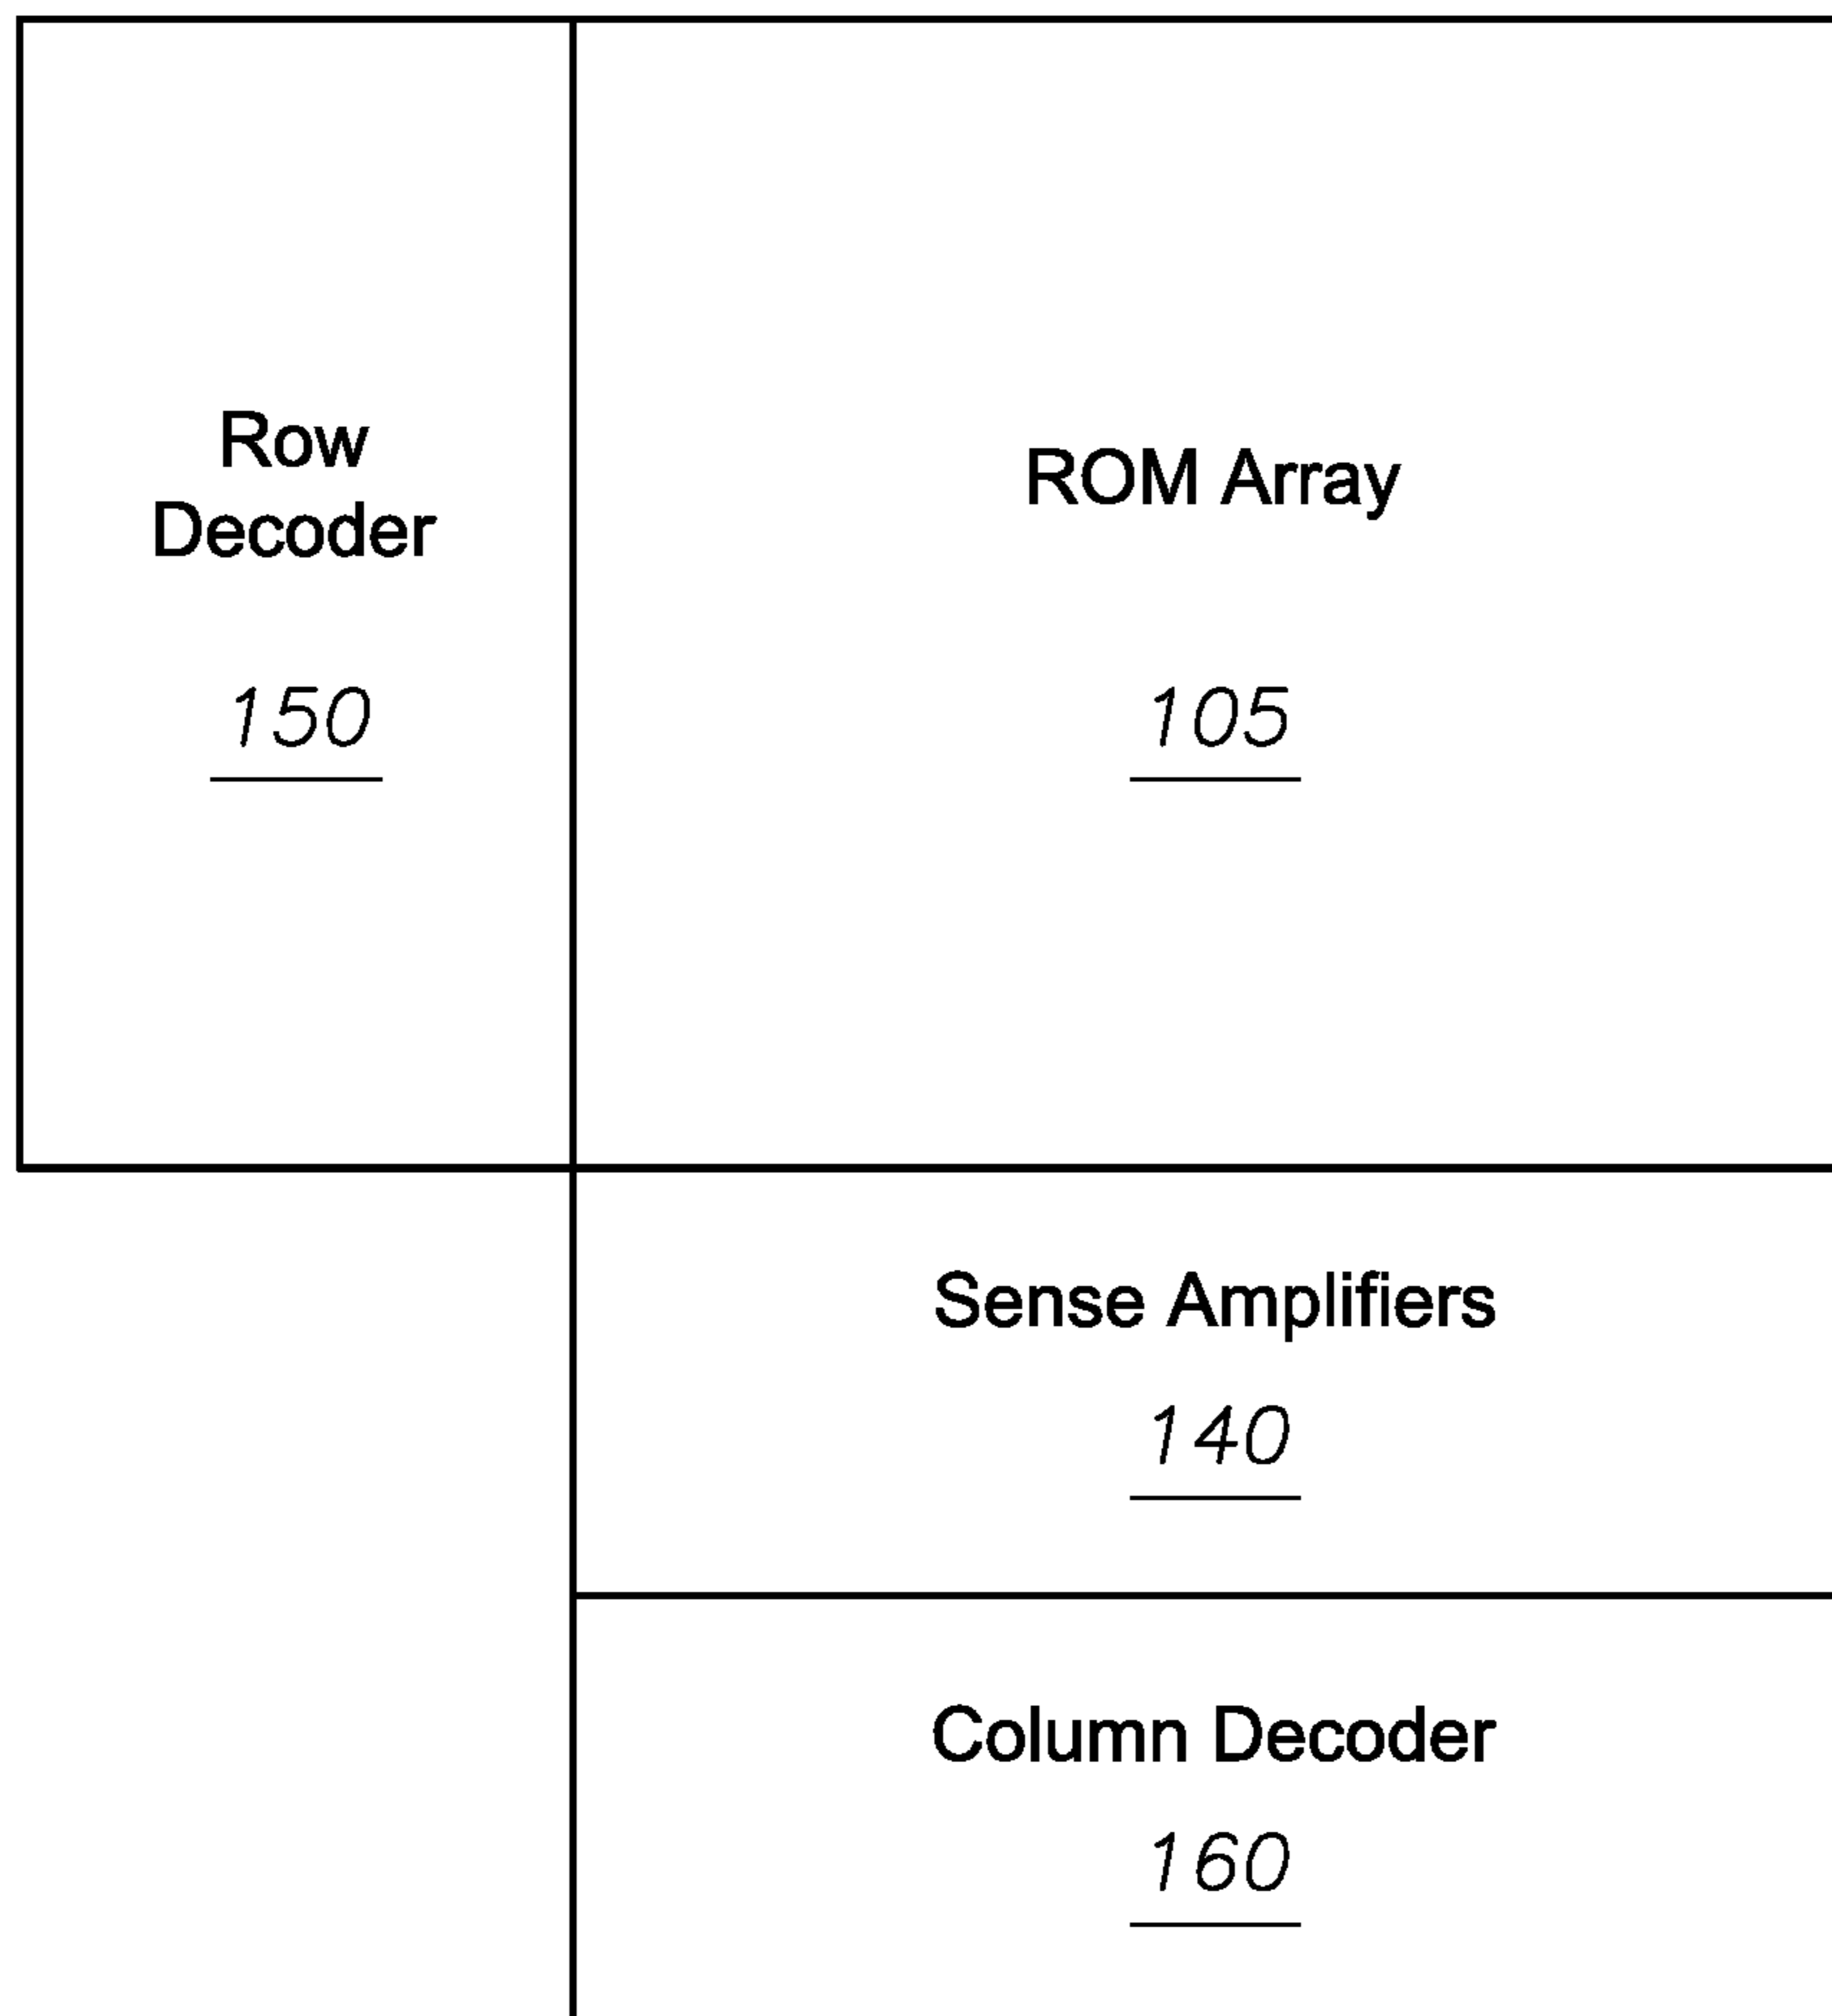 Row
Decoder
150
ROM Array
105
Sense Amplifiers
140
Column Decoder
160